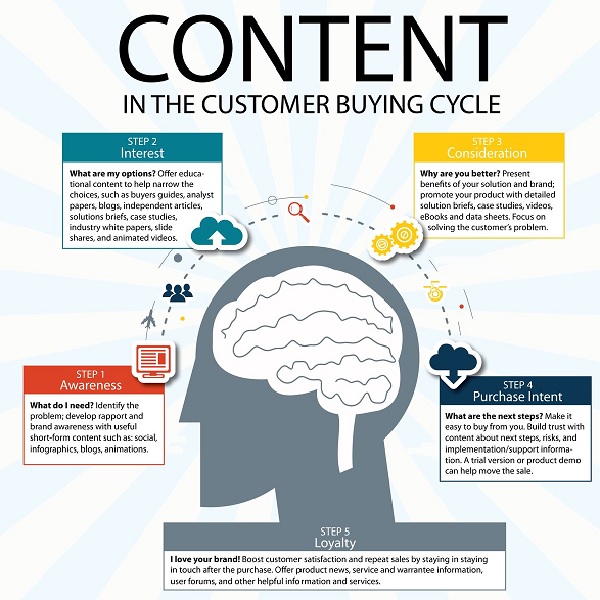 CONTENT
IN THE CUSTOMER BUYING CYCLE
STEP 2
Interest
What are my options? Offer educa-
tional content to help narrow the
choices, such as buyers guides, analyst
papers, blogs, independent articles,
solutions briefs, case studies,
industry white papers, slide
shares, and animated videos.
STEP 3
Consideration
Why are you better? Present
benefits of your solution and brand;
promote your product with detailed
solution briefs, case studies, videos,
eBooks and data sheets. Focus on
solving the customer's problem.
STEP 1
Awareness
What do I need? Identify the
problem; develop rapport and
brand awareness with useful
short-form content such as: social,
infographics, blogs, animations.
STEP 4
Purchase Intent
What are the next steps? Make it
easy to buy from you. Build trust with
content about next steps, risks, and
implementation/support informa-
tion. A trial version or product demo
can help move the sale.
STEP 5
Loyalty
I love your brand! Boost customer satisfaction and repeat sales by staying in staying
in touch after the purchase. Offer product news, service and warrantee information,
user forums, and other helpful information and services.